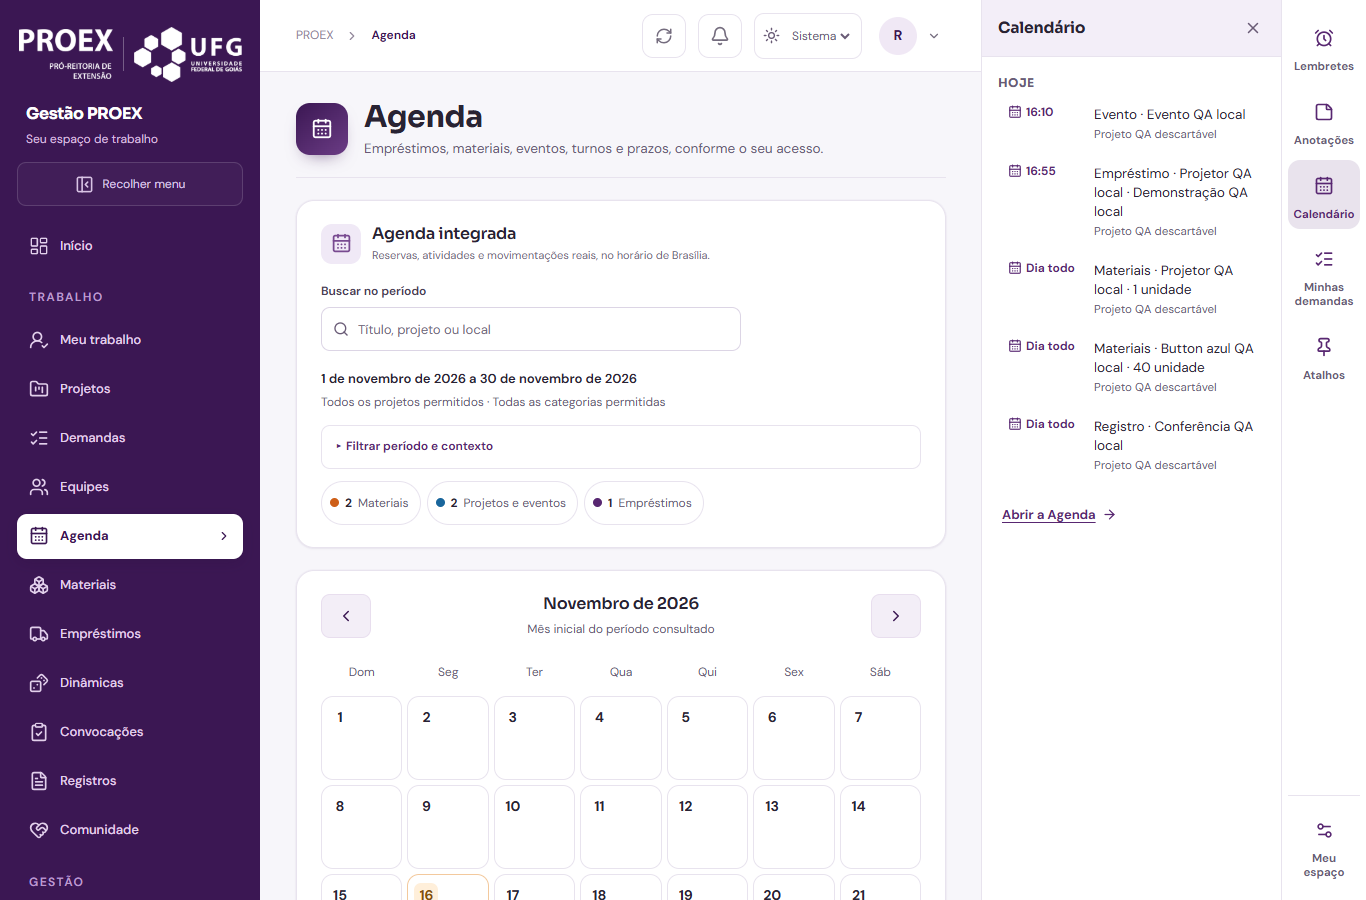 PROEX
PRÓ-REITORIA DE
EXTENSÃO
UFG
UNIVERSIDADE
FEDERAL DE GOIÁS
Gestão PROEX
Seu espaço de trabalho
Recolher menu
Início
TRABALHO
Meu trabalho
Projetos
Demandas
Equipes
Agenda
Materiais
Empréstimos
Dinâmicas
Convocações
Registros
Comunidade
GESTÃO
PROEX
Agenda
Sistema
R
Agenda
Empréstimos, materiais, eventos, turnos e prazos, conforme o seu acesso.
Agenda integrada
Reservas, atividades e movimentações reais, no horário de Brasília.
Buscar no período
Título, projeto ou local
1 de novembro de 2026 a 30 de novembro de 2026
Todos os projetos permitidos · Todas as categorias permitidas
Filtrar período e contexto
2 Materiais
2 Projetos e eventos
1 Empréstimos
Novembro de 2026
Mês inicial do período consultado
Dom Seg Ter Qua Qui Sex Sáb
1 2 3 4 5 6 7
8 9 10 11 12 13 14
15 16 17 18 19 20 21
Calendário
HOJE
16:10
Evento · Evento QA local
Projeto QA descartável
16:55
Empréstimo · Projetor QA
local · Demonstração QA
local
Projeto QA descartável
Dia todo
Materiais · Projetor QA
local · 1 unidade
Projeto QA descartável
Dia todo
Materiais · Button azul QA
local · 40 unidade
Projeto QA descartável
Dia todo
Registro · Conferência QA
local
Projeto QA descartável
Abrir a Agenda
Lembretes
Anotações
Calendário
Minhas
demandas
Atalhos
Meu
espaço